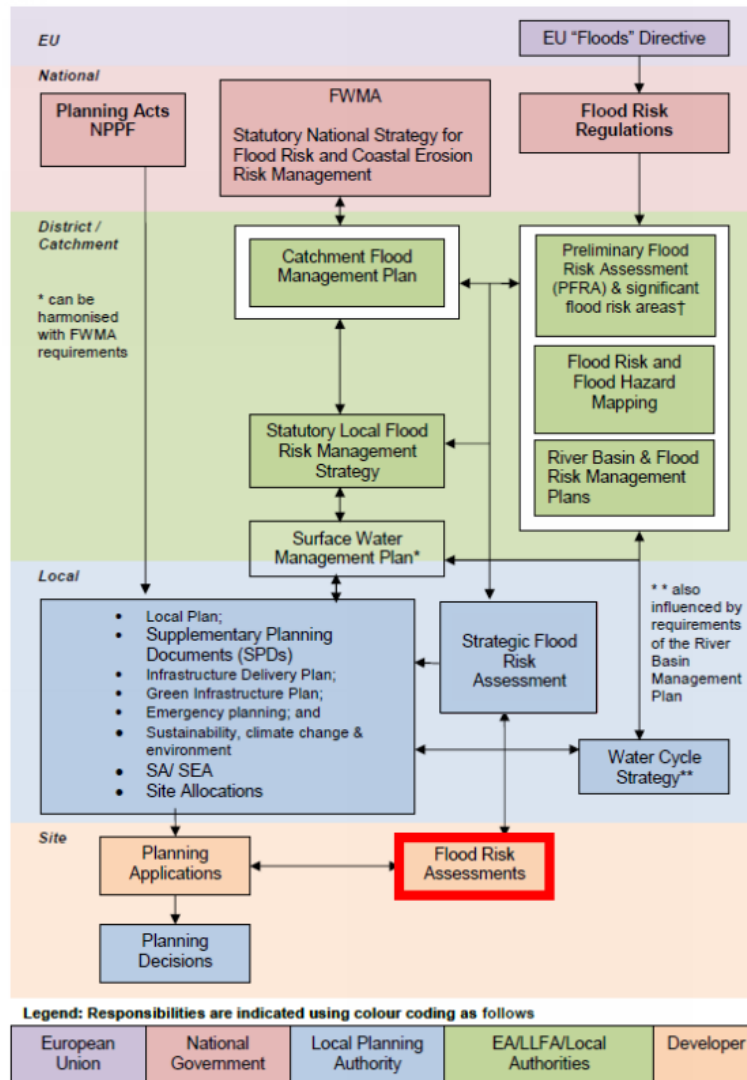 EU
EU "Floods" Directive
National
Planning Acts
NPPF
FWMA
Statutory National Strategy for
Flood Risk and Coastal Erosion
Risk Management
Flood Risk
Regulations
District /
Catchment
* can be
harmonised
with FWMA
requirements
Catchment Flood
Management Plan
Preliminary Flood
Risk Assessment
(PFRA) & significant
flood risk areas†
Flood Risk and
Flood Hazard
Mapping
Statutory Local Flood
Risk Management
Strategy
River Basin & Flood
Risk Management
Plans
Surface Water
Management Plan*
Local
• Local Plan;
• Supplementary Planning
Documents (SPDs)
• Infrastructure Delivery Plan;
• Green Infrastructure Plan;
• Emergency planning; and
• Sustainability, climate change &
environment
• SA/ SEA
• Site Allocations
Strategic Flood
Risk
Assessment
* * also
influenced by
requirements
of the River
Basin
Management
Plan
Water Cycle
Strategy**
Site
Planning
Applications
Flood Risk
Assessments
Planning
Decisions
Legend: Responsibilities are indicated using colour coding as follows
European
Union
National
Government
Local Planning
Authority
EA/LLFA/Local
Authorities
Developer